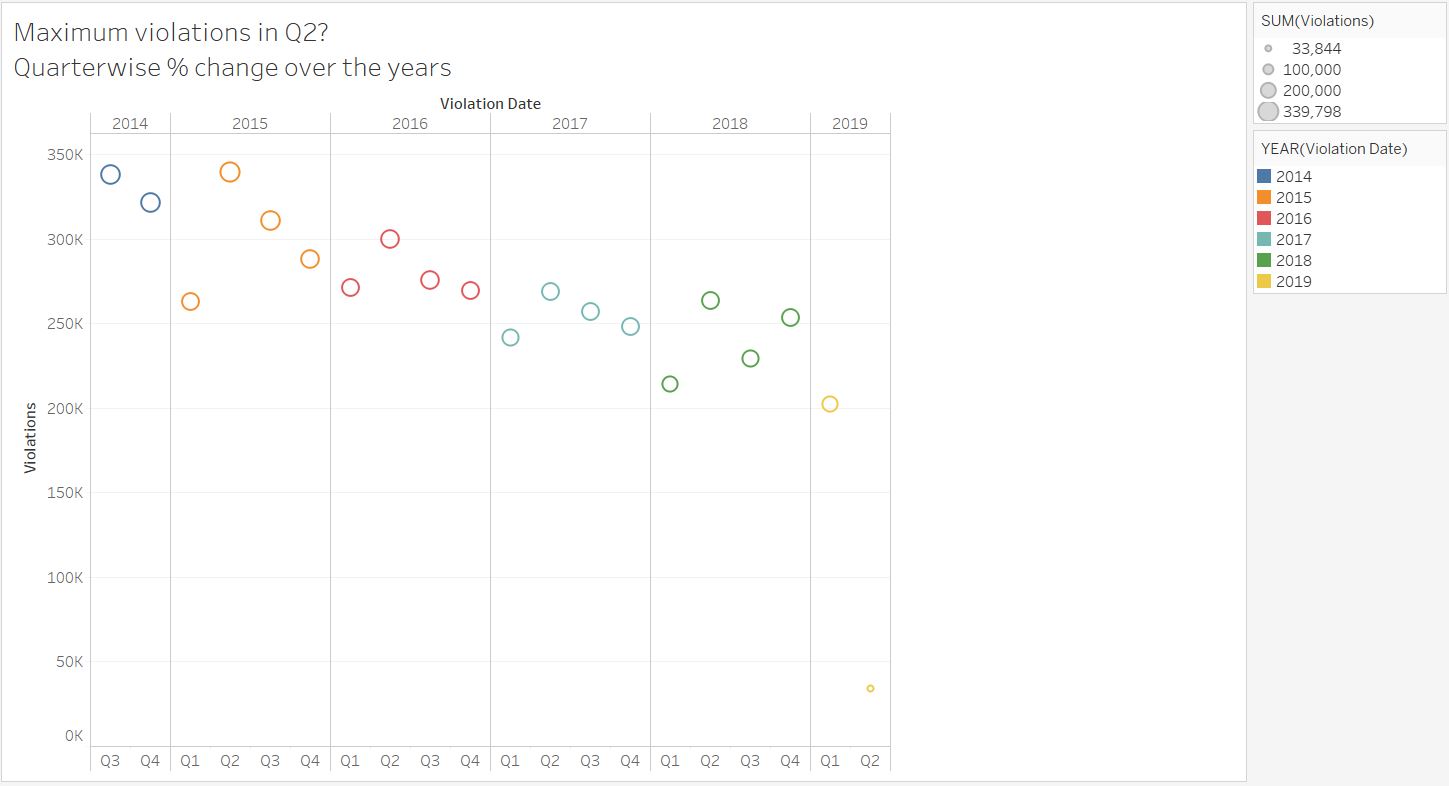 Maximum violations in Q2?
Quarterwise % change over the years
Violation Date
2014 2015 2016 2017 2018 2019
350K
300K
250K
200K
150K
100K
50K
0K
Violations
Q3 Q4 Q1 Q2 Q3 Q4 Q1 Q2 Q3 Q4 Q1 Q2 Q3 Q4 Q1 Q2 Q3 Q4 Q1 Q2
SUM(Violations)
33,844
100,000
200,000
339,798
YEAR(Violation Date)
2014
2015
2016
2017
2018
2019